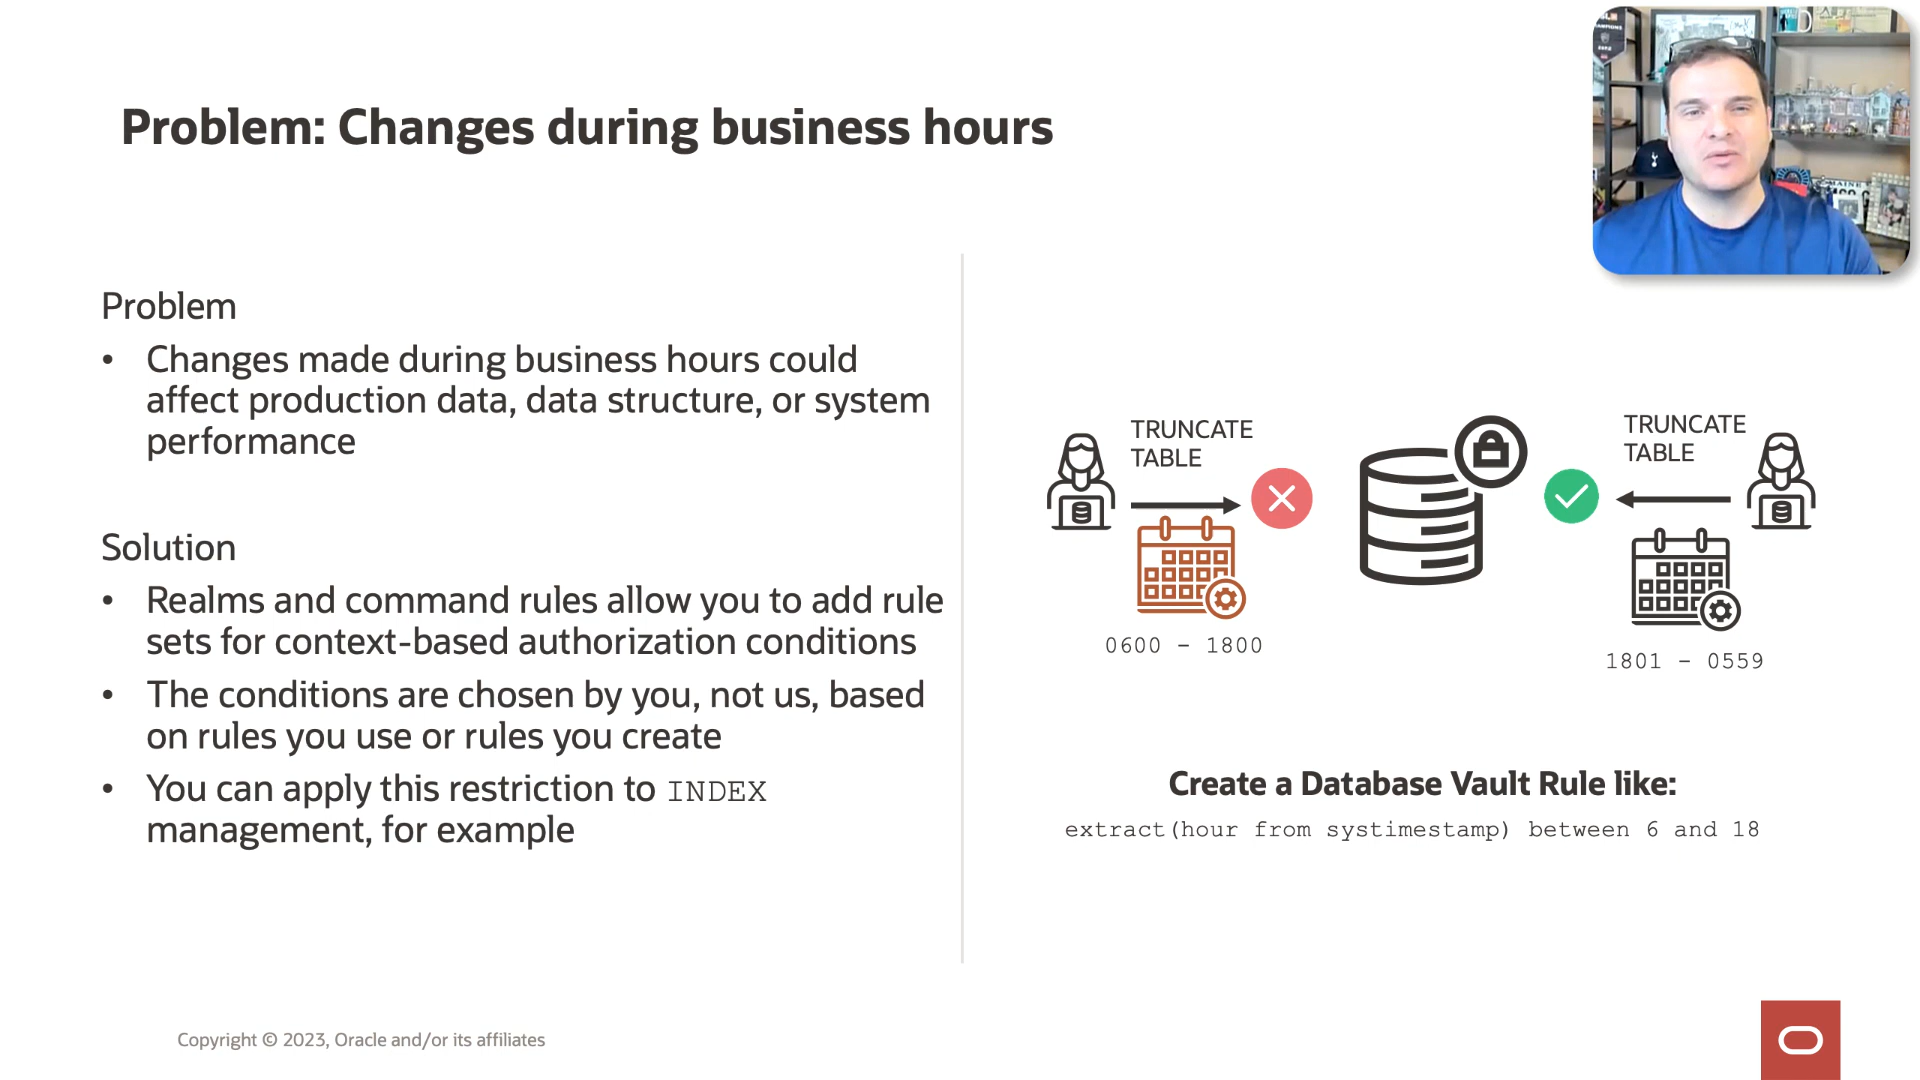 Problem: Changes during business hours
Problem
• Changes made during business hours could
affect production data, data structure, or system
performance
Solution
• Realms and command rules allow you to add rule
sets for context-based authorization conditions
• The conditions are chosen by you, not us, based
on rules you use or rules you create
• You can apply this restriction to INDEX
management, for example
TRUNCATE
TABLE
0600 – 1800
TRUNCATE
TABLE
1801 – 0559
Create a Database Vault Rule like:
extract(hour from systimestamp) between 6 and 18
MAINE
Copyright © 2023, Oracle and/or its affiliates